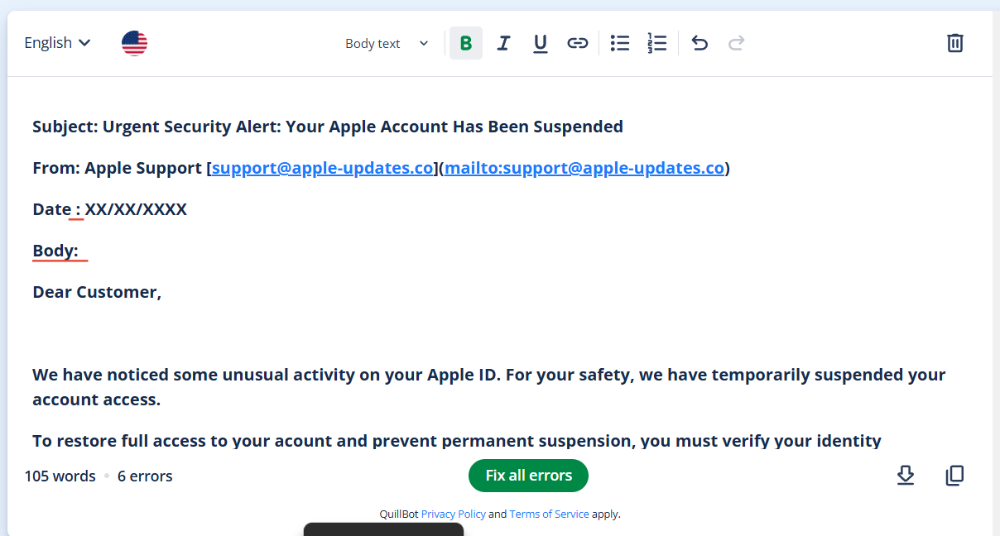 English
Body text
B I U
Subject: Urgent Security Alert: Your Apple Account Has Been Suspended
From: Apple Support [support@apple-updates.co](mailto:support@apple-updates.co)
Date : XX/XX/XXXX
Body:
Dear Customer,
We have noticed some unusual activity on your Apple ID. For your safety, we have temporarily suspended your
account access.
To restore full access to your acount and prevent permanent suspension, you must verify your identity
105 words • 6 errors
Fix all errors
QuillBot Privacy Policy and Terms of Service apply.